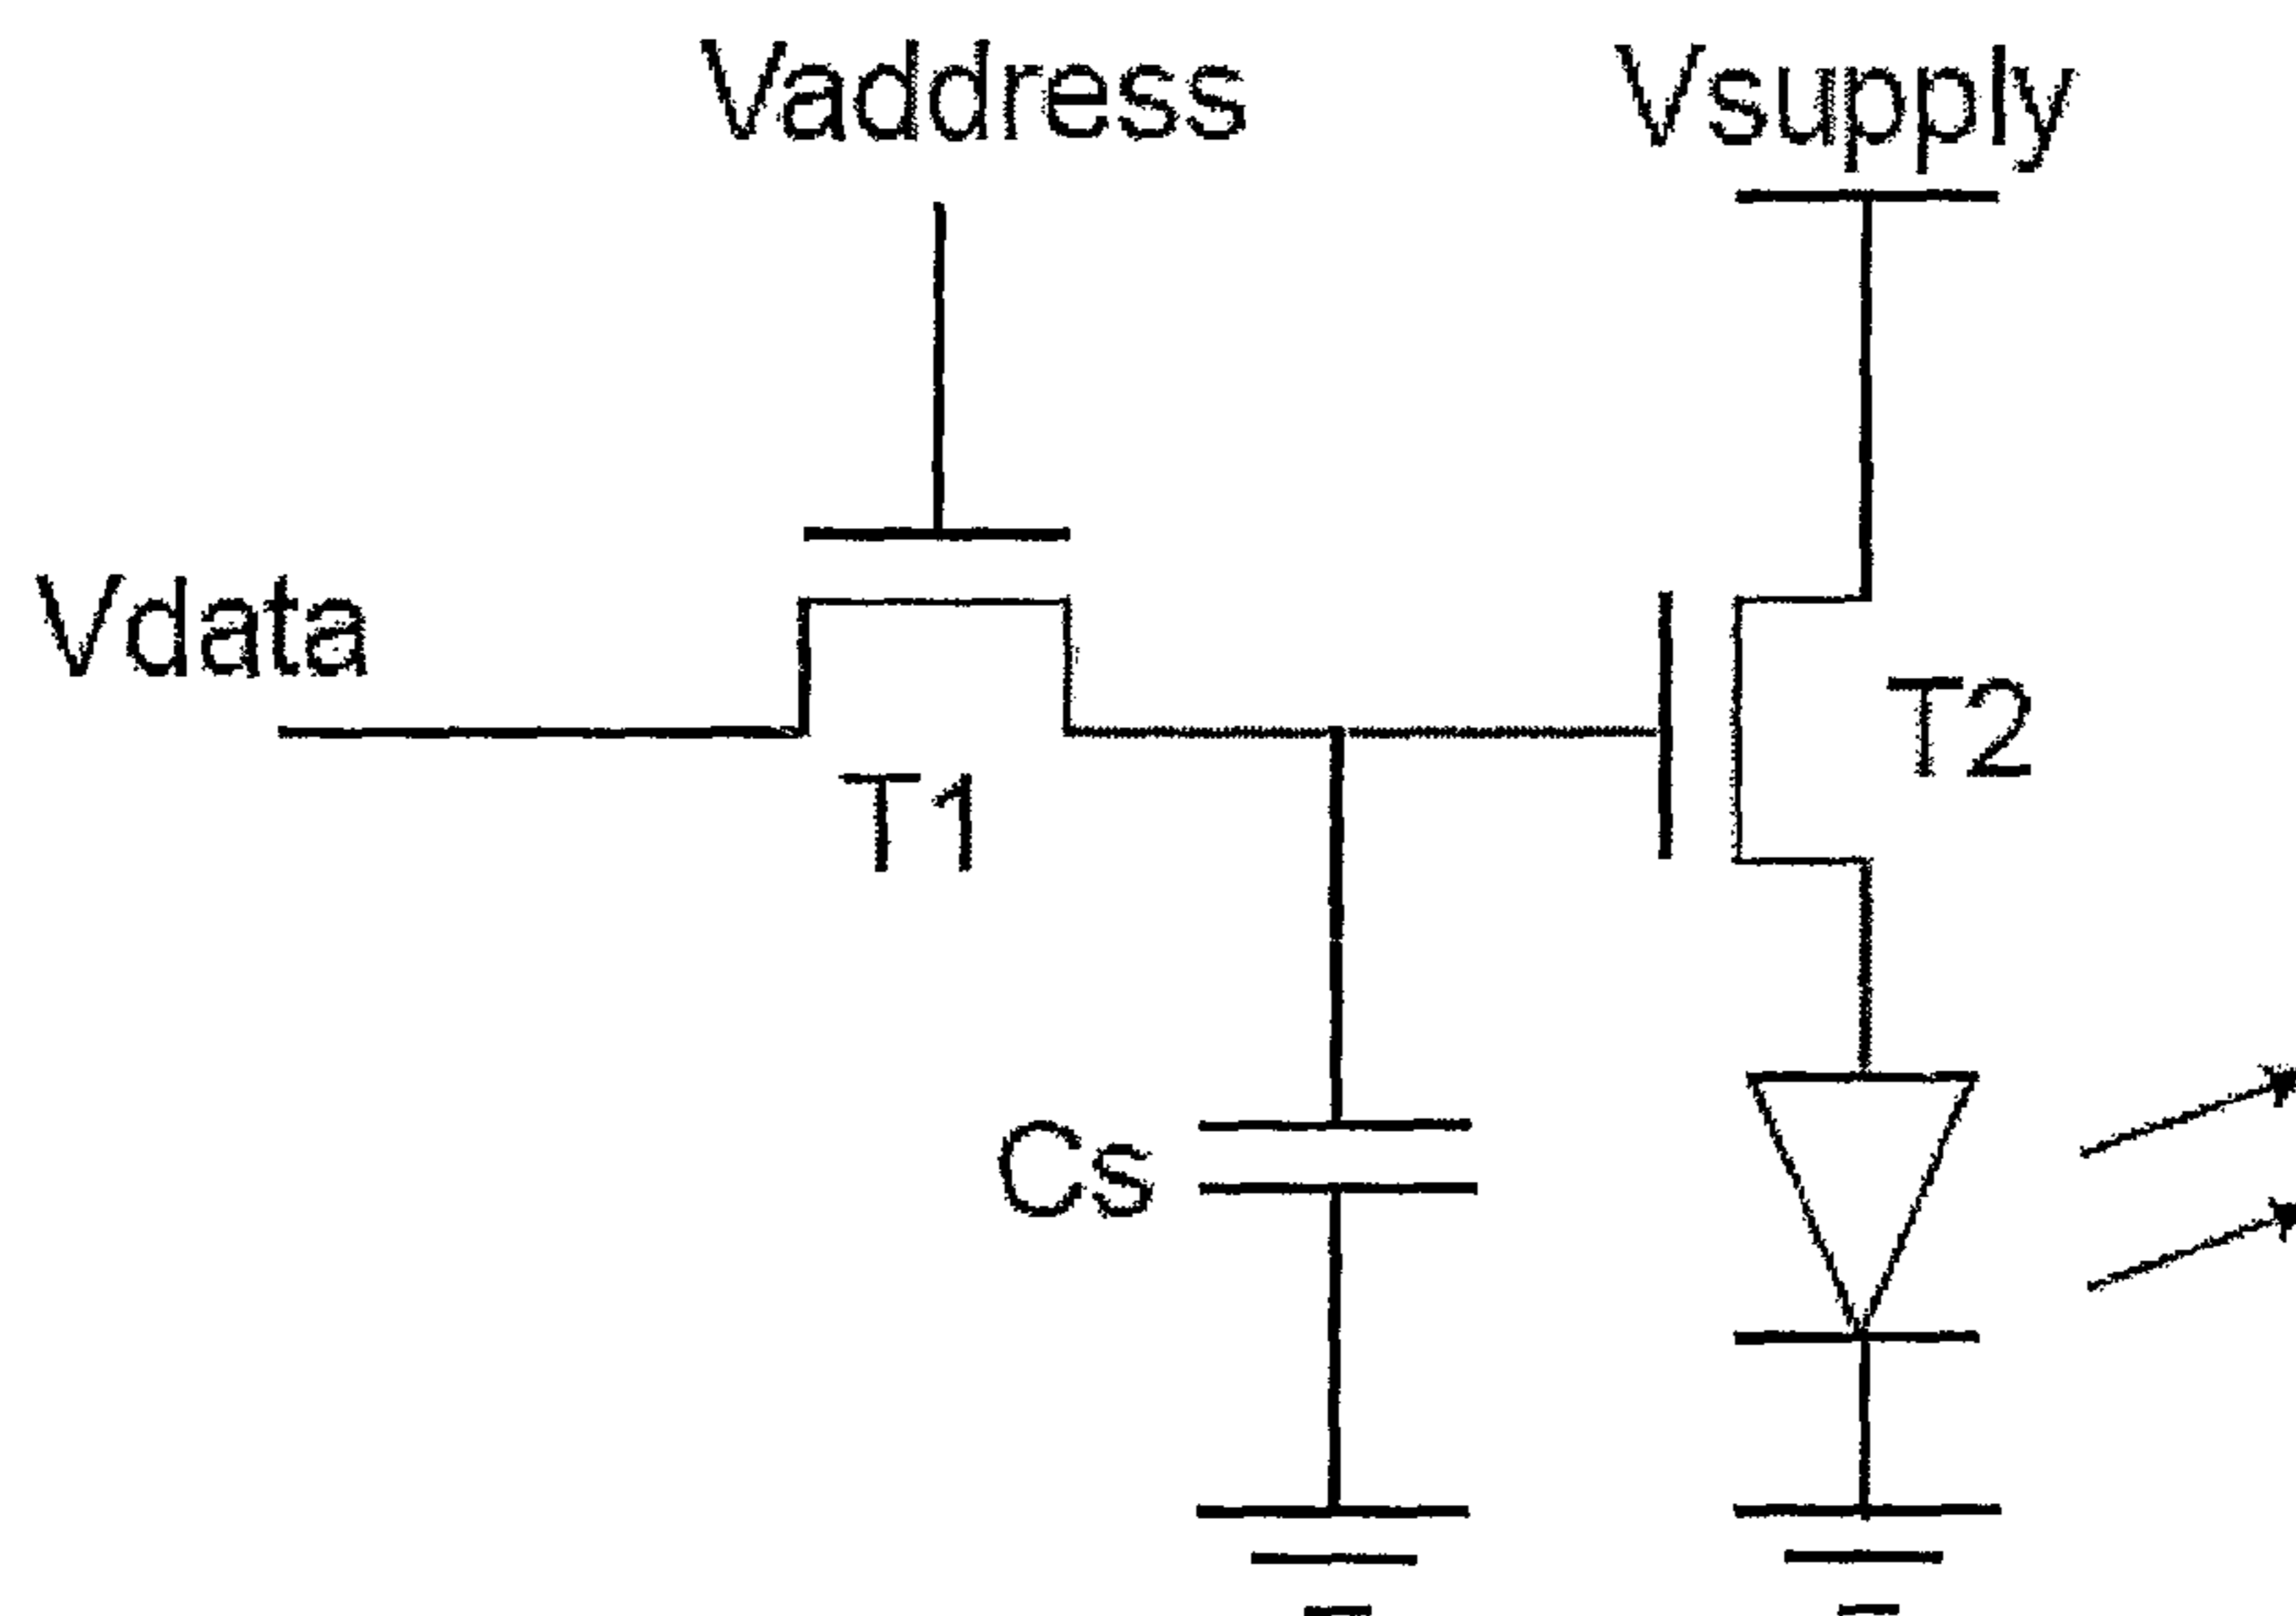 Vaddress
Vsupply
Vdata
T2
T1
Cs